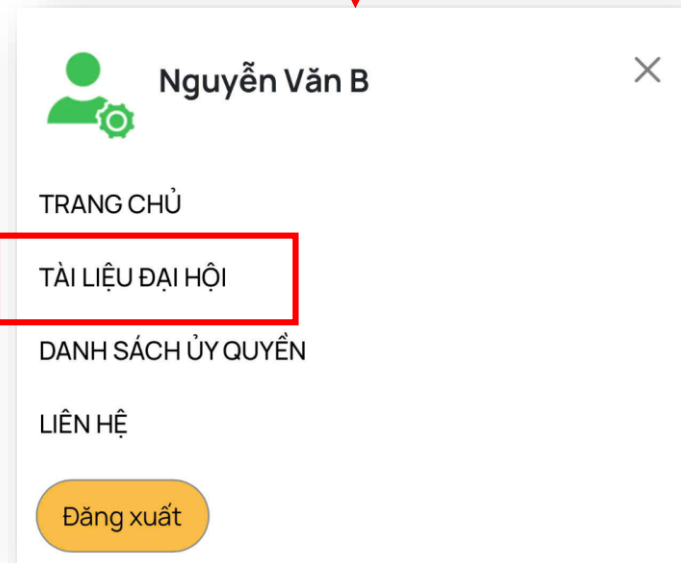 Nguyễn Văn B
TRANG CHỦ
TÀI LIỆU ĐẠI HỘI
DANH SÁCH ỦY QUYỀN
LIÊN HỆ
Đăng xuất